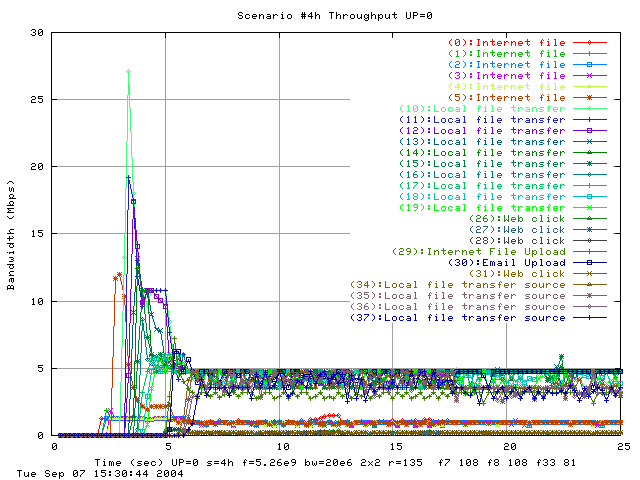 Scenario #4h Throughput UP=0
30
25
20
15
10
5
0
Bandwidth (Mbps)
(0):Internet file
(1):Internet file
(2):Internet file
(3):Internet file
(4):Internet file
(5):Internet file
(10):Local file transfer
(11):Local file transfer
(12):Local file transfer
(13):Local file transfer
(14):Local file transfer
(15):Local file transfer
(16):Local file transfer
(17):Local file transfer
(18):Local file transfer
(19):Local file transfer
(26):Web click
(27):Web click
(28):Web click
(29):Internet File Upload
(30):Email Upload
(31):Web click
(34):Local file transfer source
(35):Local file transfer source
(36):Local file transfer source
(37):Local file transfer source
0 5 10 15 20 25
Time (sec) UP=0 s=4h f=5.26e9 bw=20e6 2x2 r=135 f7 108 f8 108 f33 81
Tue Sep 07 15:30:44 2004